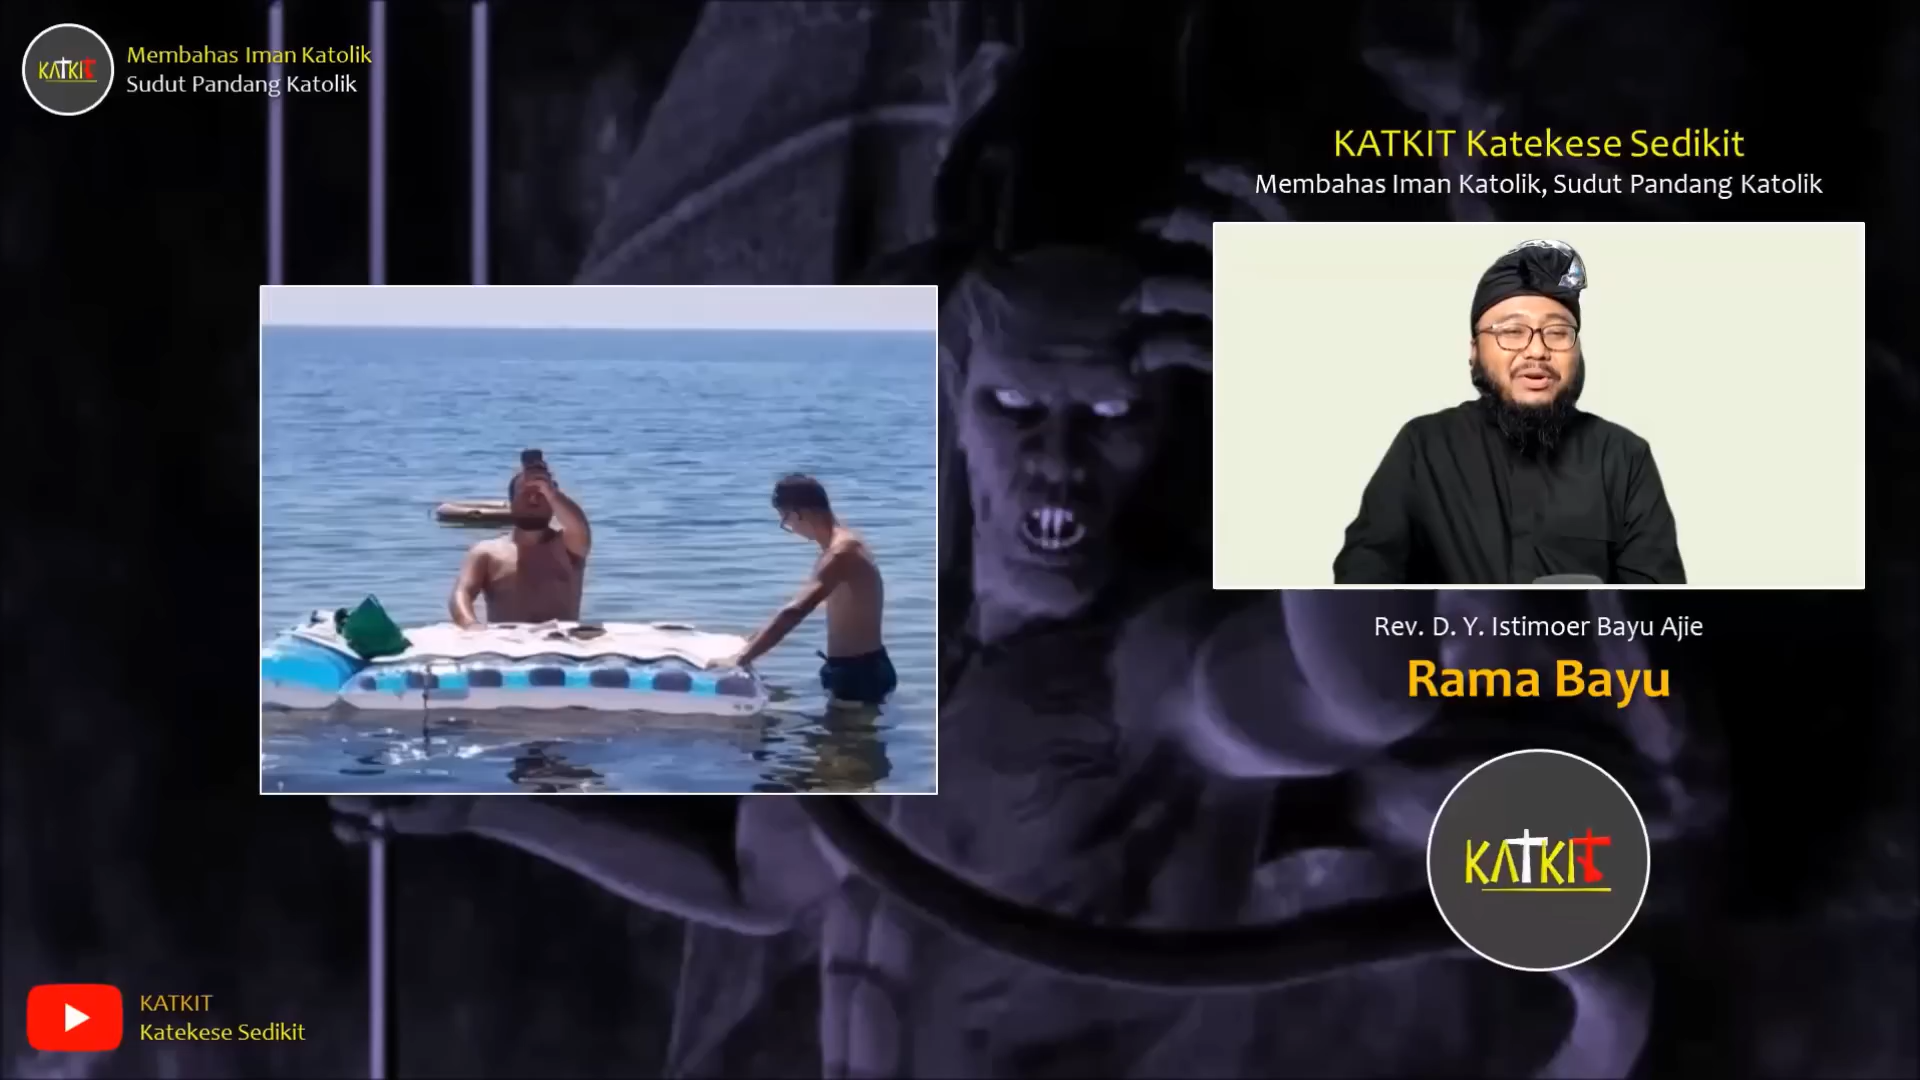 KATKIT
Membahas Iman Katolik
Sudut Pandang Katolik
KATKIT Katekese Sedikit
Membahas Iman Katolik, Sudut Pandang Katolik
Rev. D. Y. Istimoer Bayu Ajie
Rama Bayu
KATKIT
KATKIT
Katekese Sedikit